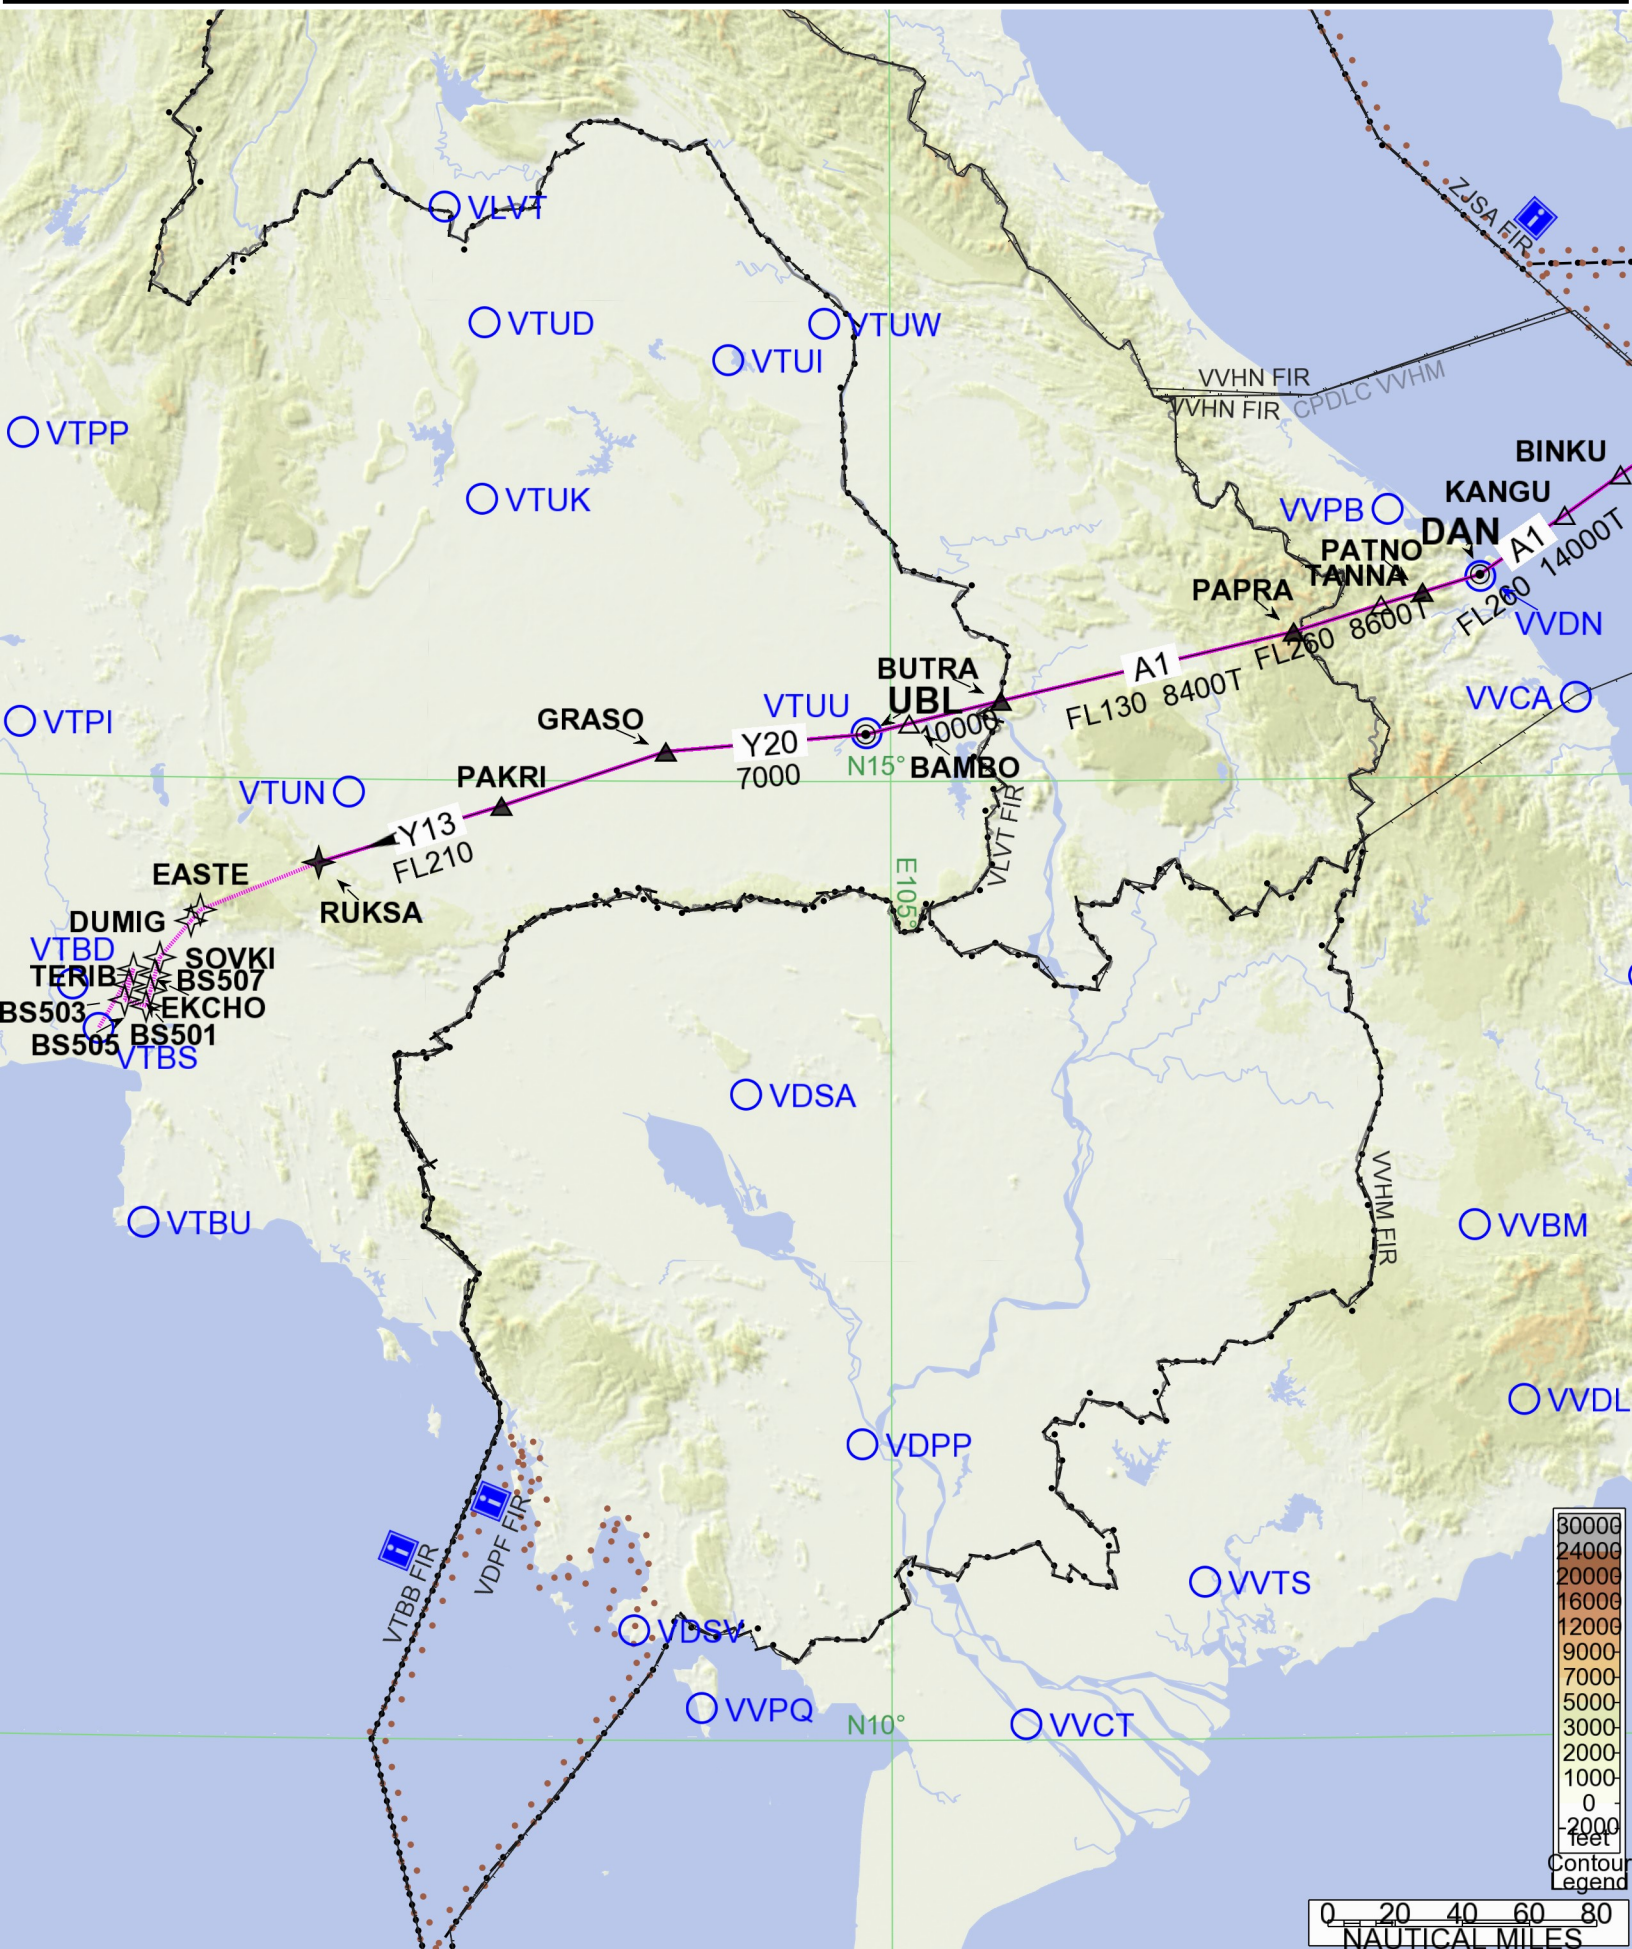 VLVT
ZJSA FIR
VTUD
VTUW
VTUI
VVHN FIR
CPDLC VVHM
VVHN FIR
VTPP
BINKU
KANGU
VTUK
VVPB
DAN
A1
14000T
PATNO
TANNA
PAPRA
FL260
VVDN
8600T
FL260
BUTRA
A1
UBL
VTUU
FL130 8400T
VVCA
GRASO
VTPI
10000
Y20
7000
N15°
BAMBO
PAKRI
VTUN
Y13
FL210
VLVT FIR
EASTE
E105°
RUKSA
DUMIG
VTBD
SOVKI
TERIB
BS507
BS503
EKCHO
BS501
BS505
VTBS
VDSA
VVHM FIR
VTBU
VVBM
VVDL
VDPP
VDPF FIR
VTBB FIR
VVTS
VDSV
VVPQ
N10°
VVCT
30000
24000
20000
16000
12000
9000
7000
5000
3000
2000
1000
0
-2000
feet
Contour
Legend
0 20 40 60 80
NAUTICAL MILES